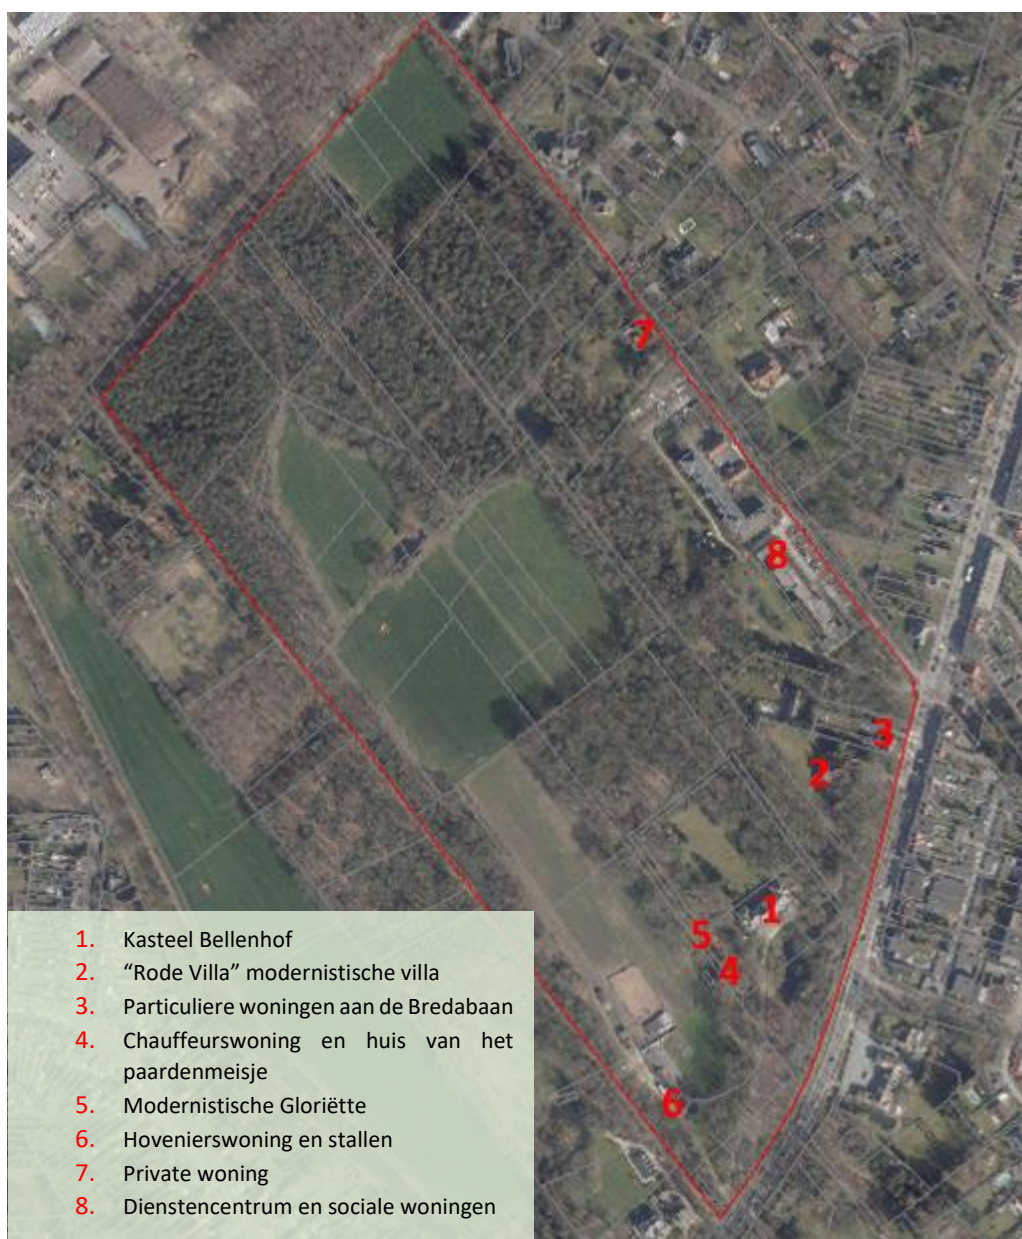 7
8
3
2
1
5
4
6
1. Kasteel Bellenhof
2. “Rode Villa” modernistische villa
3. Particuliere woningen aan de Bredabaan
4. Chauffeurswoning en huis van het
paardenmeisje
5. Modernistische Gloriëtte
6. Hovenierswoning en stallen
7. Private woning
8. Dienstencentrum en sociale woningen